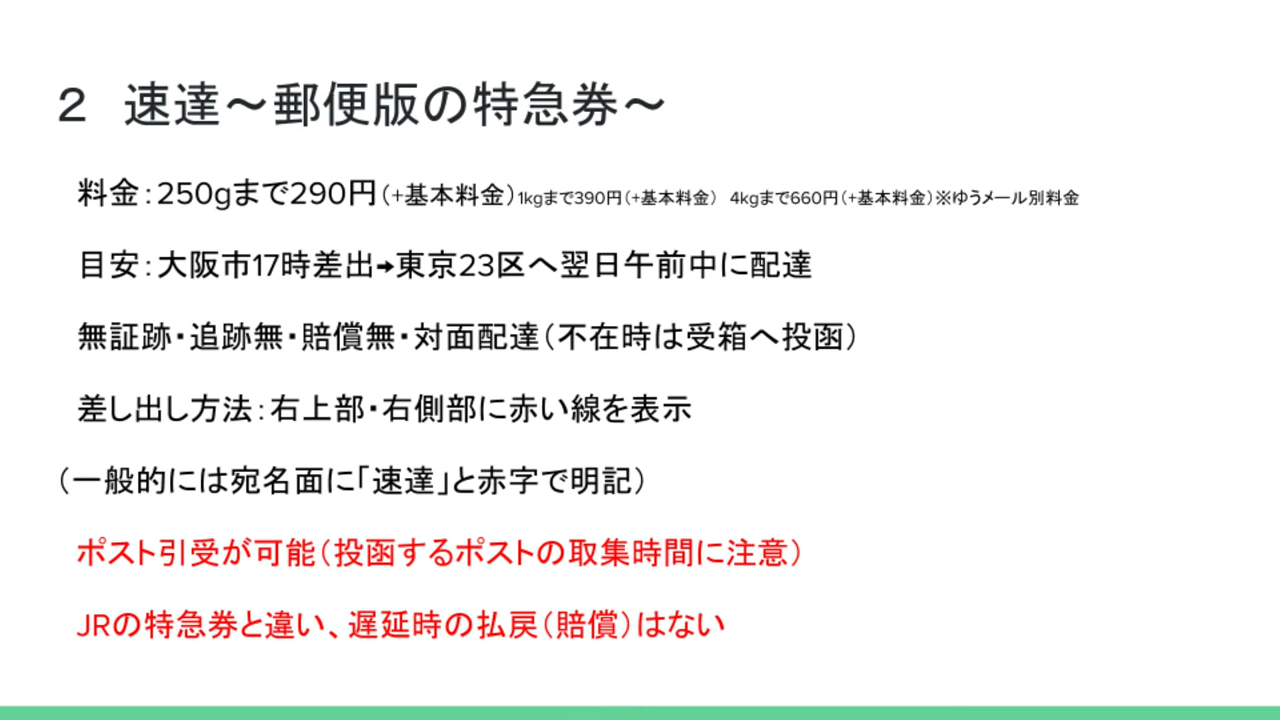 ２　速達～郵便版の特急券～
料金：250gまで290円（+基本料金）1kgまで390円（+基本料金）　4kgまで660円（+基本料金）※ゆうメール別料金
目安：大阪市17時差出→東京23区へ翌日午前中に配達
無証跡・追跡無・賠償無・対面配達（不在時は受箱へ投函）
差し出し方法：右上部・右側部に赤い線を表示
（一般的には宛名面に「速達」と赤字で明記）
ポスト引受が可能（投函するポストの取集時間に注意）
JRの特急券と違い、遅延時の払戻（賠償）はない